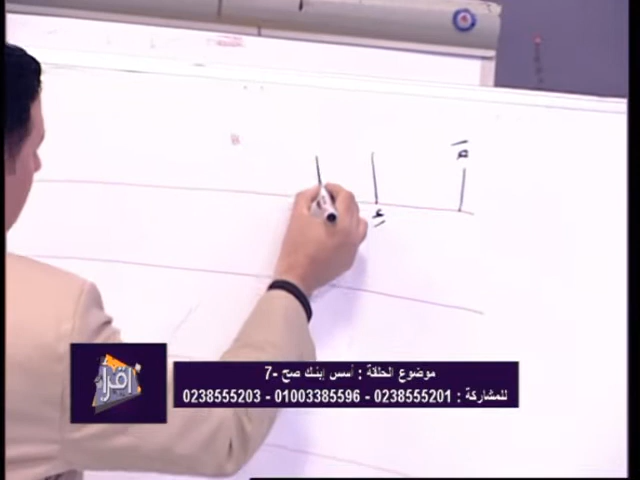 أ إ ا
اقرأ
موضوع الحلقة : أسس إبنك صح -7
للمشاركة : 0238555201 - 01003385596 - 0238555203